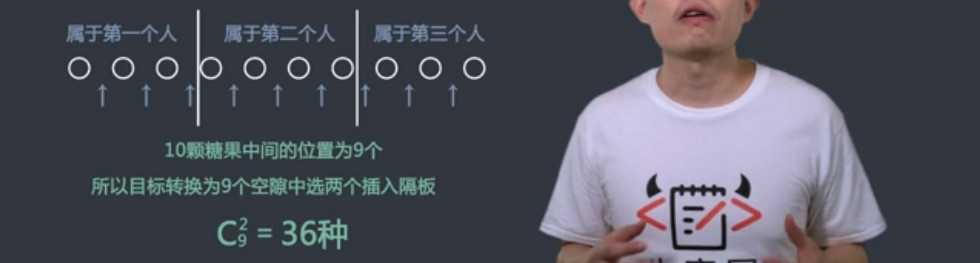 属于第一个人 属于第二个人 属于第三个人
10颗糖果中间的位置为9个
所以目标转换为9个空隙中选两个插入隔板
C₉² = 36种